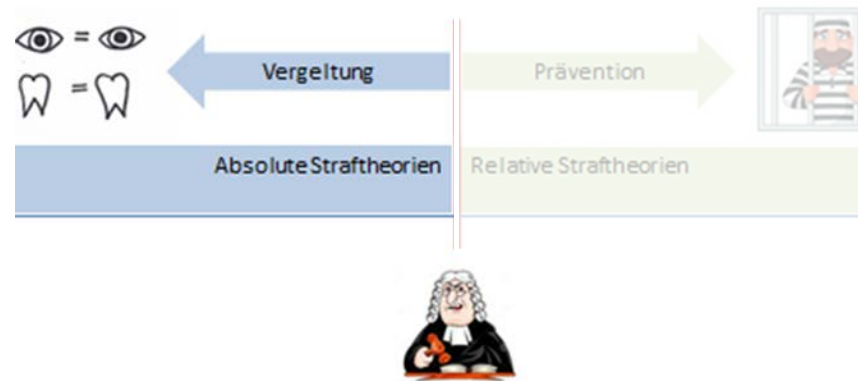 Vergeltung
Prävention
Absolute Straftheorien
Relative Straftheorien